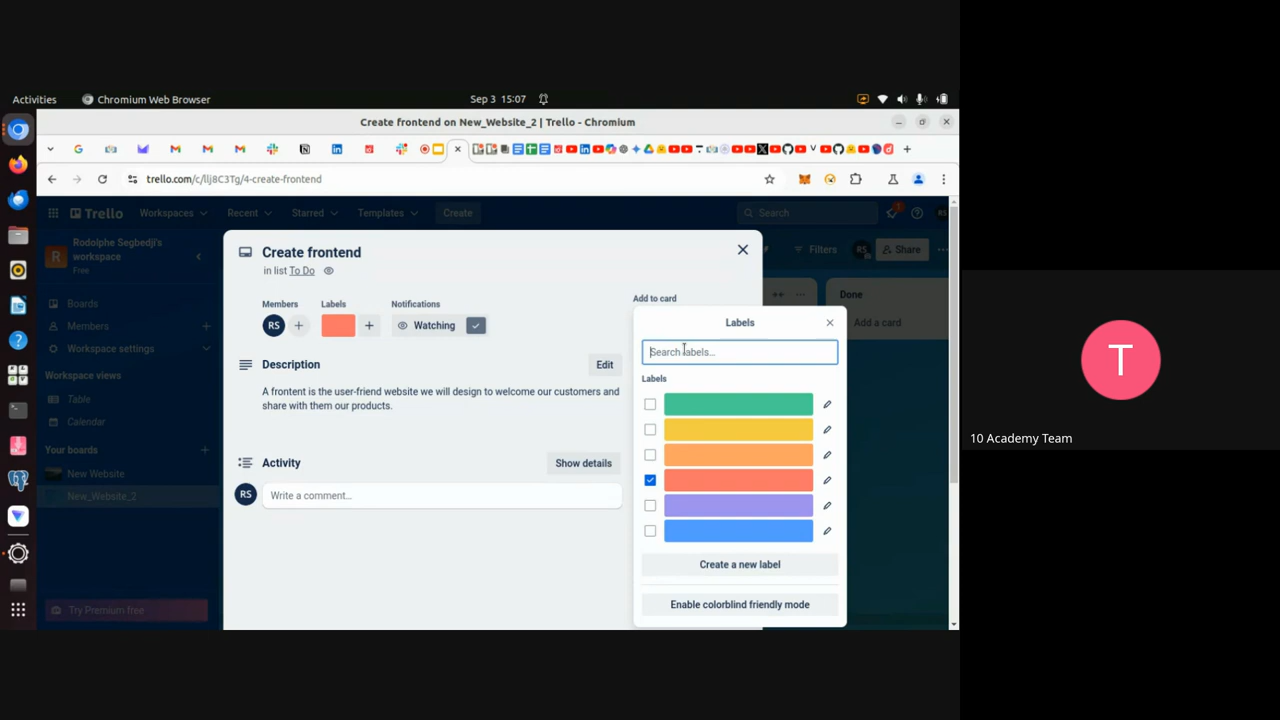 Activities
Chromium Web Browser
Sep 3 15:07
Create frontend on New_Website_2 | Trello - Chromium
trello.com/c/llj8C3Tg/4-create-frontend
Trello
Workspaces
Recent
Starred
Templates
Create
Search
Rodolphe Segbedji's
workspace
Free
Filters
RS
Share
Boards
Members
Workspace settings
Workspace views
Table
Calendar
Your boards
New Website
New_Website_2
Try Premium free
Create frontend
in list To Do
Members
Labels
Notifications
RS
Watching
Description
Edit
A frontent is the user-friend website we will design to welcome our customers and
share with them our products.
Activity
Show details
RS
Write a comment…
Add to card
Done
Add a card
Labels
Search labels…
Labels
Create a new label
Enable colorblind friendly mode
T
10 Academy Team